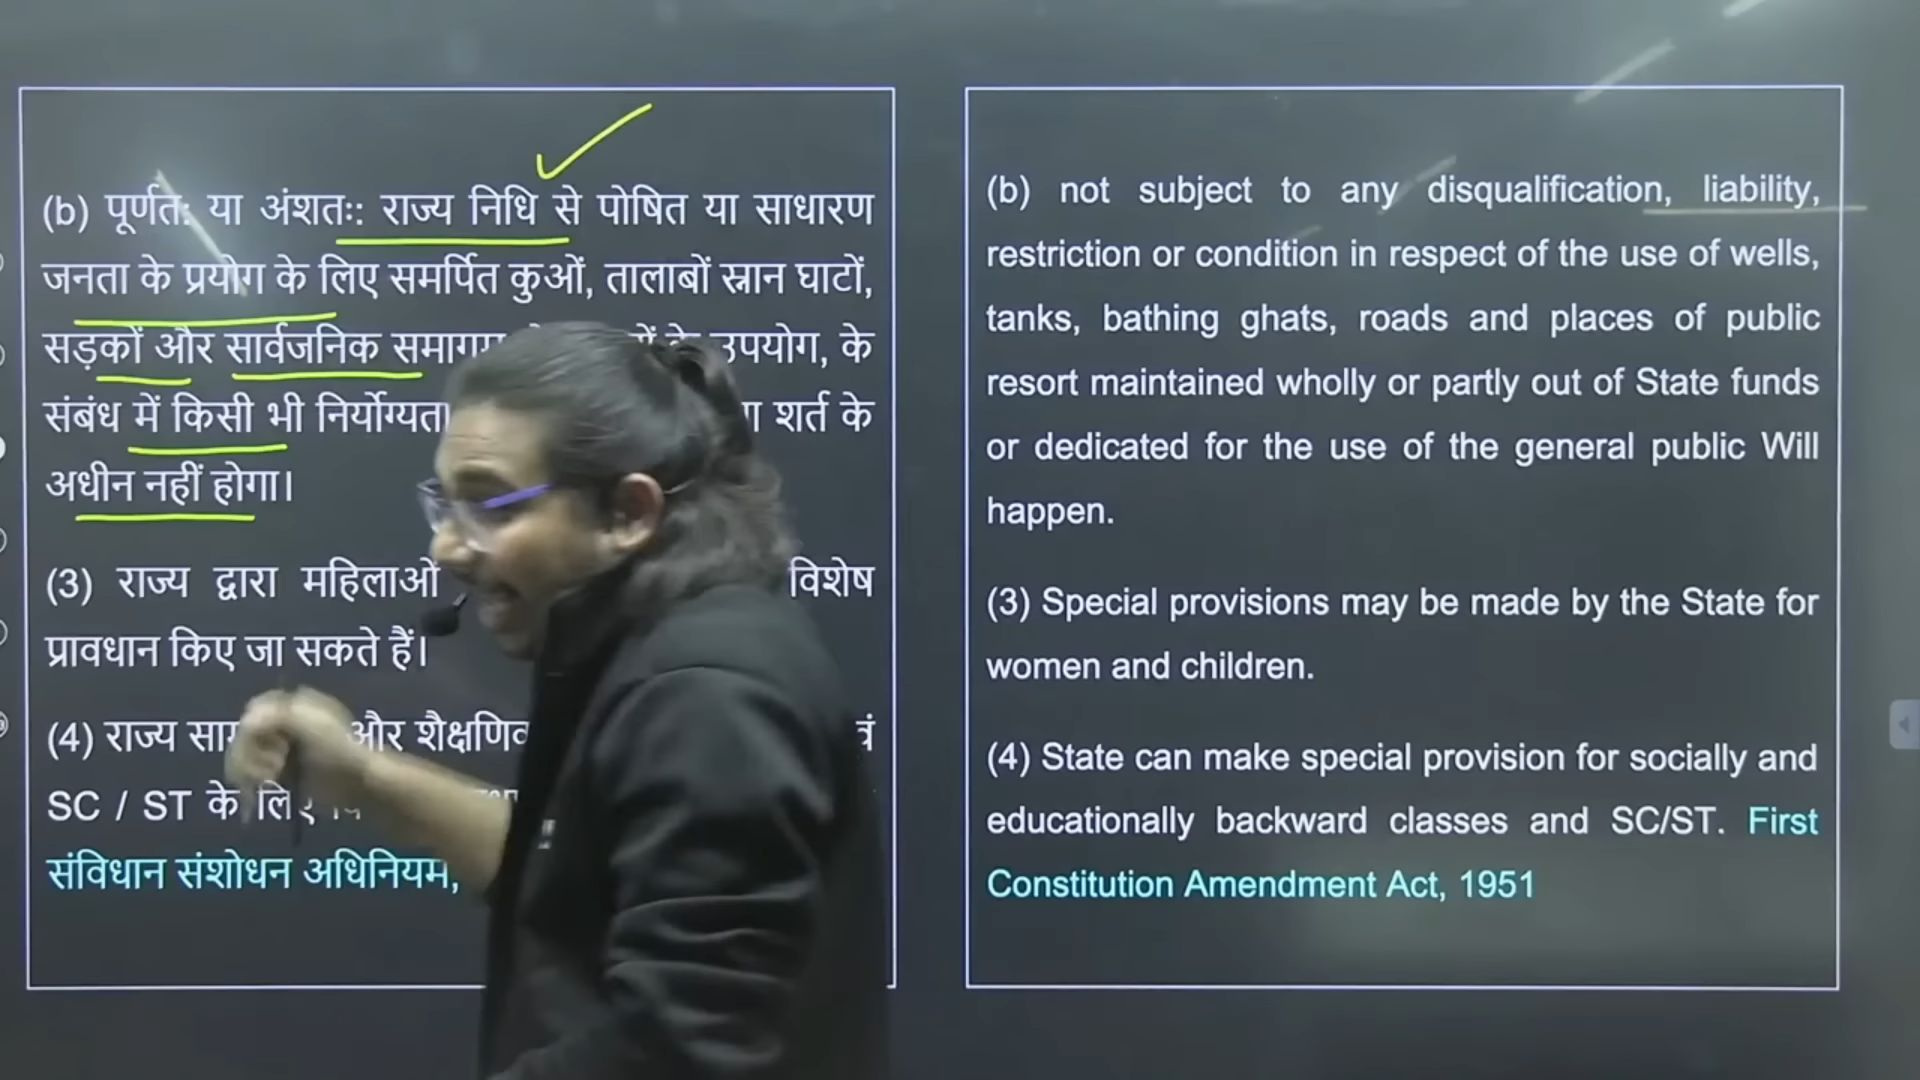 (b) पूर्णत: या अंशतः: राज्य निधि से पोषित या साधारण
जनता के प्रयोग के लिए समर्पित कुओं, तालाबों स्नान घाटों,
सड़कों और सार्वजनिक उपयोग, के
संबंध में किसी भी निर्योग्यता शर्त के
अधीन नहीं होगा।
(3) राज्य द्वारा महिलाओं विशेष
प्रावधान किए जा सकते हैं।
(4) राज्य और
SC / ST के लिए
संविधान संशोधन अधिनियम,
(b) not subject to any disqualification, liability,
restriction or condition in respect of the use of wells,
tanks, bathing ghats, roads and places of public
resort maintained wholly or partly out of State funds
or dedicated for the use of the general public Will
happen.
(3) Special provisions may be made by the State for
women and children.
(4) State can make special provision for socially and
educationally backward classes and SC/ST. First
Constitution Amendment Act, 1951